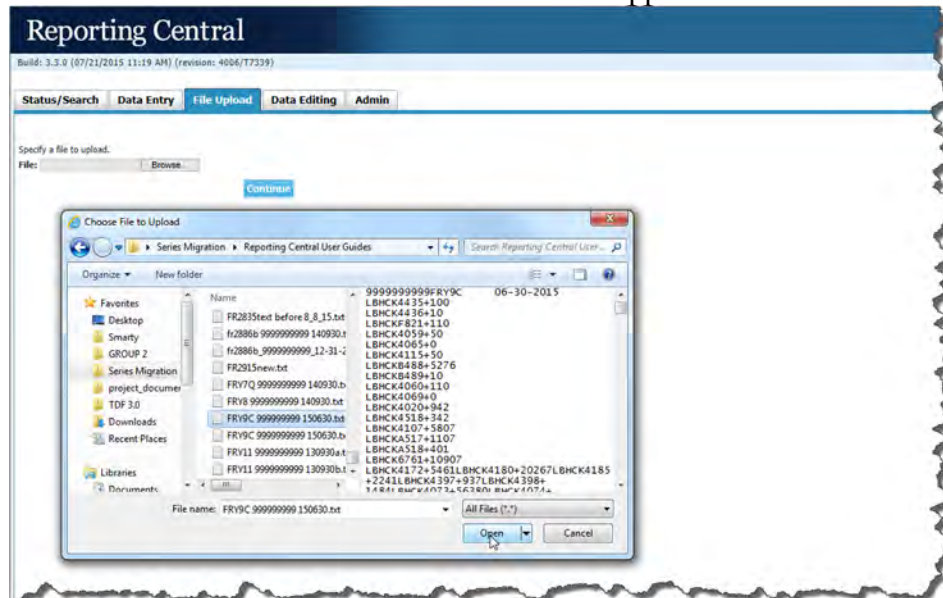 Reporting Central
Build: 3.3.0 (07/21/2015 11:19 AM) (revision: 4006/T7339)
Status/Search Data Entry File Upload Data Editing Admin
Specify a file to upload.
File: Browse...
Continue
Choose File to Upload
Series Migration Reporting Central User Guides
Search Reporting Central User...
Organize New folder
Favorites
Desktop
Smarty
GROUP 2
Series Migration
project_documer
TDF 3.0
Downloads
Recent Places
Libraries
Documents
Name
FR2835text before 8_8_15.txt
fr2886b 9999999999 140930.t
fr2886b_9999999999_12-31-2
FR2915new.txt
FRY7Q 9999999999 140930.b
FRY8 9999999999 140930.txt
FRY9C 999999999 150630.txt
FRY9C 999999999 150630.b
FRY11 9999999999 130930a.t
FRY11 9999999999 130930b.t
9999999999FRY9C 06-30-2015
LBHCK4435+100
LBHCK4436+10
LBHCKF821+110
LBHCK4059+50
LBHCK4065+0
LBHCK4115+50
LBHCKB488+5276
LBHCKB489+10
LBHCK4060+110
LBHCK4069+0
LBHCK4020+942
LBHCK4518+342
LBHCK4107+5807
LBHCKA517+1107
LBHCKA518+401
LBHCK6761+10907
LBHCK4172+5461LBHCK4180+20267LBHCK4185
+2241LBHCK4397+937LBHCK4398+
1484LBHCK4073+56380LBHCK4074+
File name: FRY9C 999999999 150630.txt
All Files (*.*)
Open Cancel